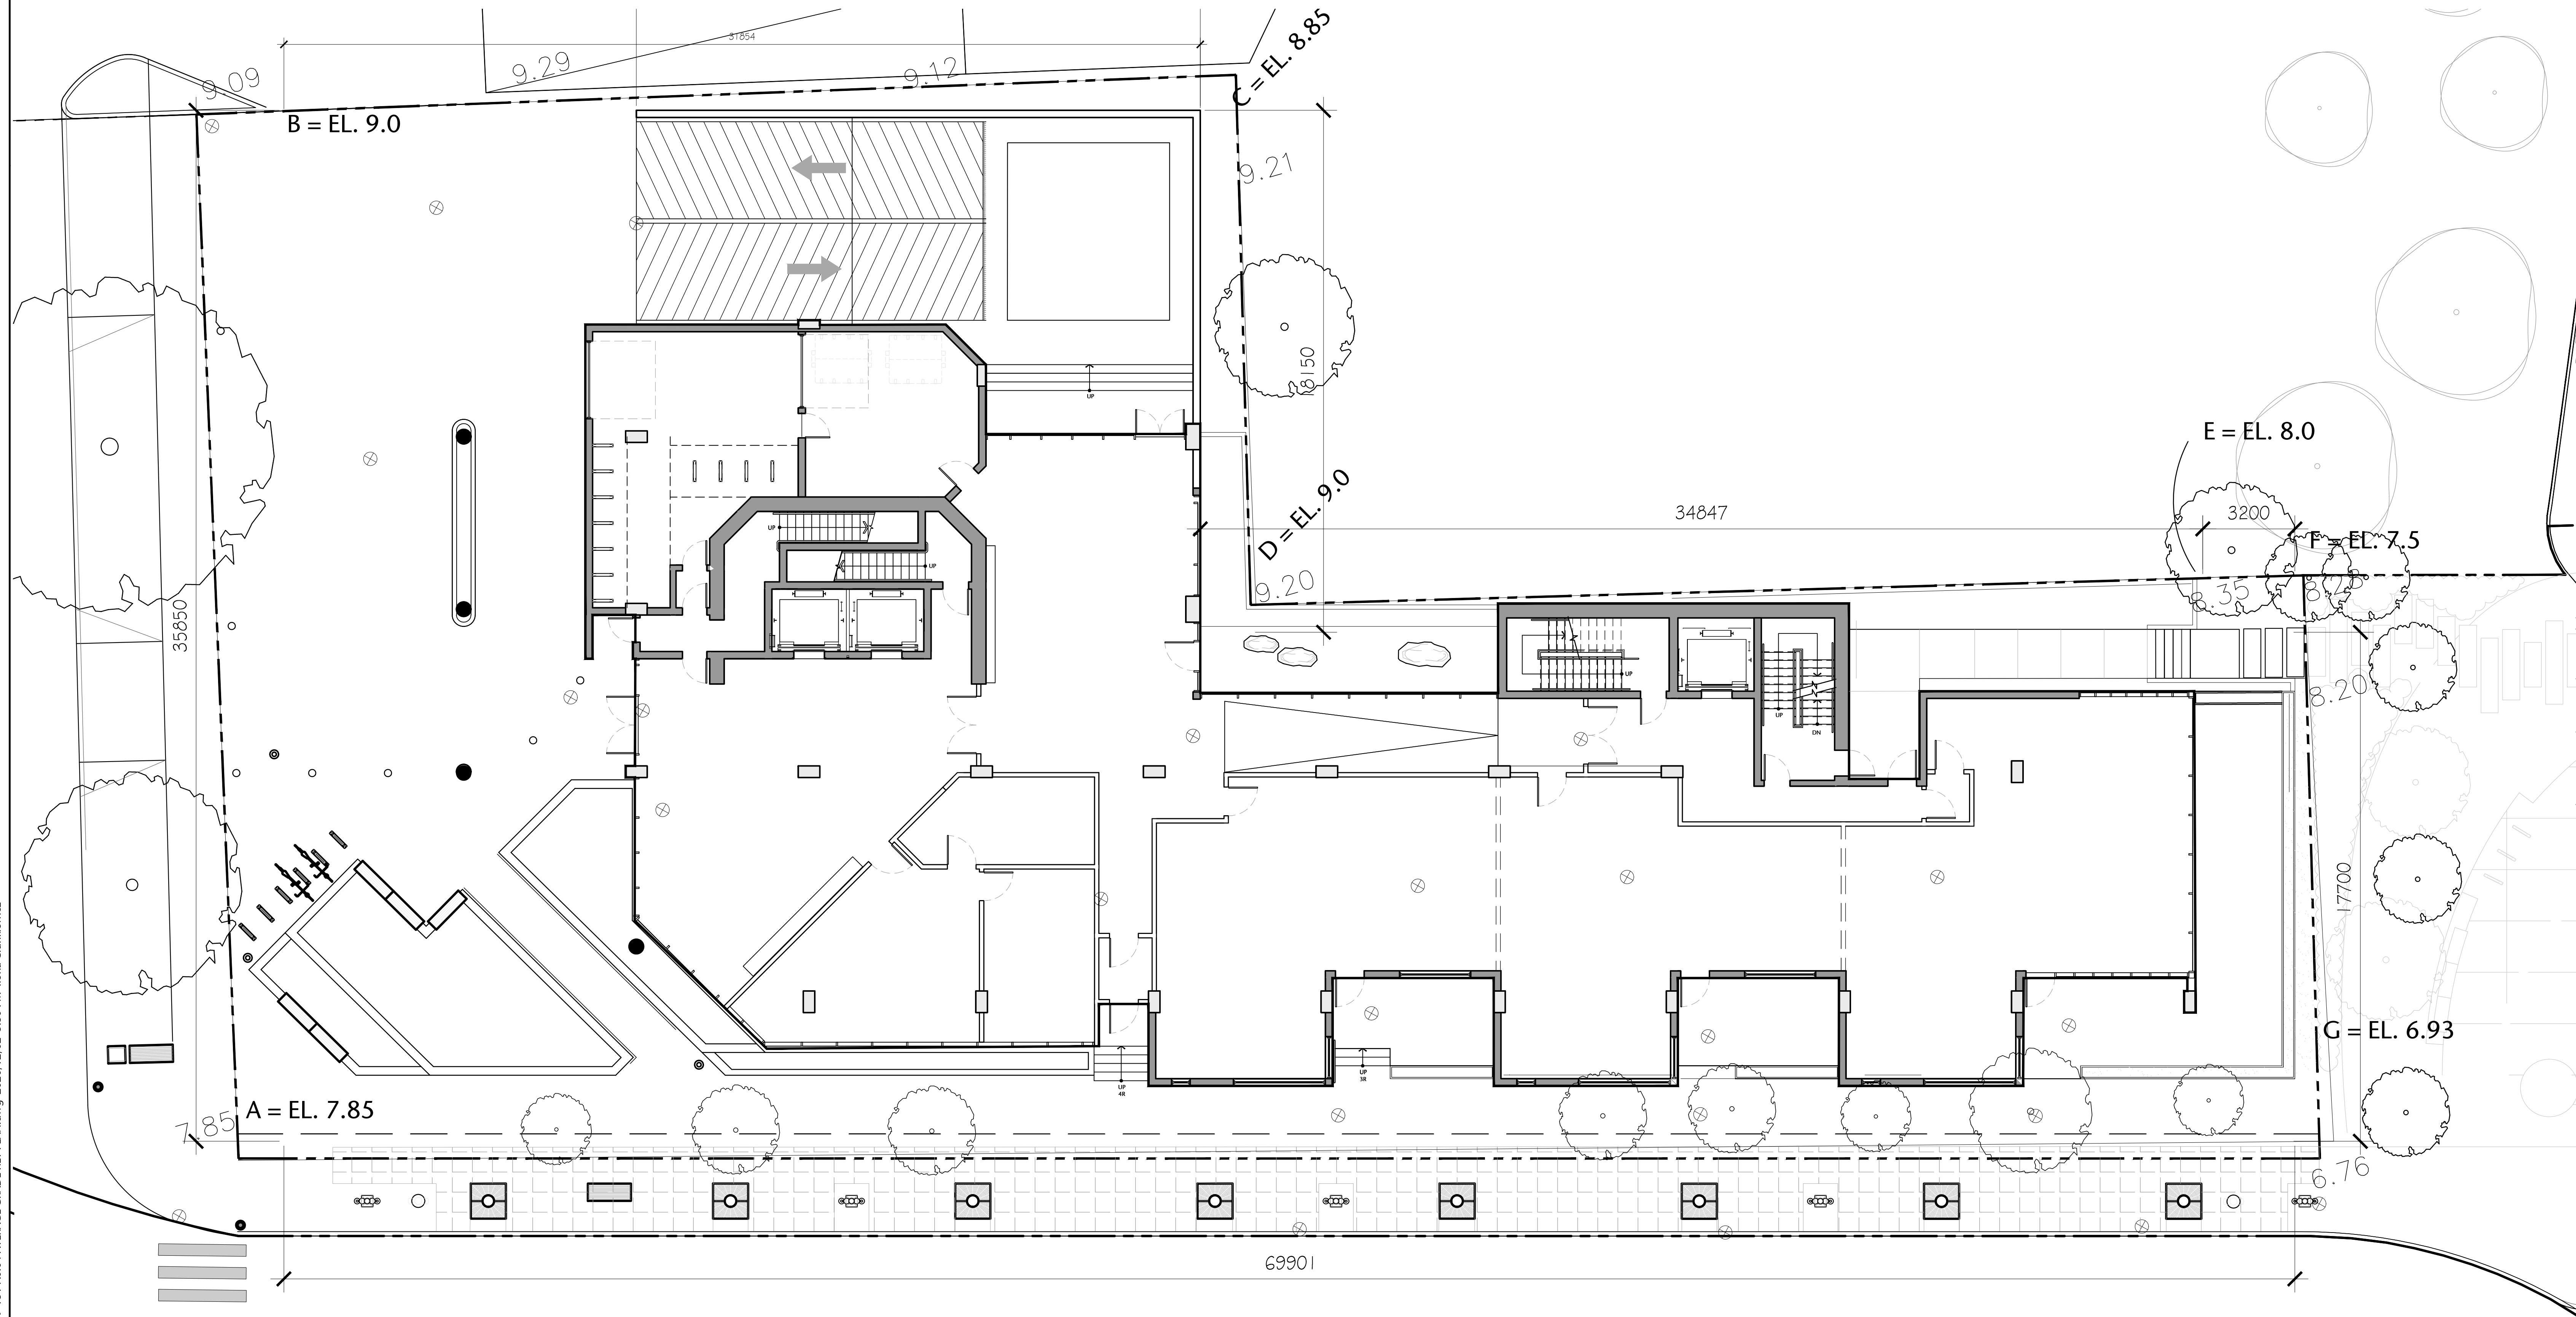 31854
C = EL. 8.85
9.29
9.12
9.09
B = EL. 9.0
9.21
18150
UP
E = EL. 8.0
D = EL. 9.0
34847
3200
F = EL. 7.5
UP
UP
9.20
8.35
35850
UP
8.20
UP
DN
17700
G = EL. 6.93
UP
4R
UP
3R
A = EL. 7.85
7.85
6.76
69901